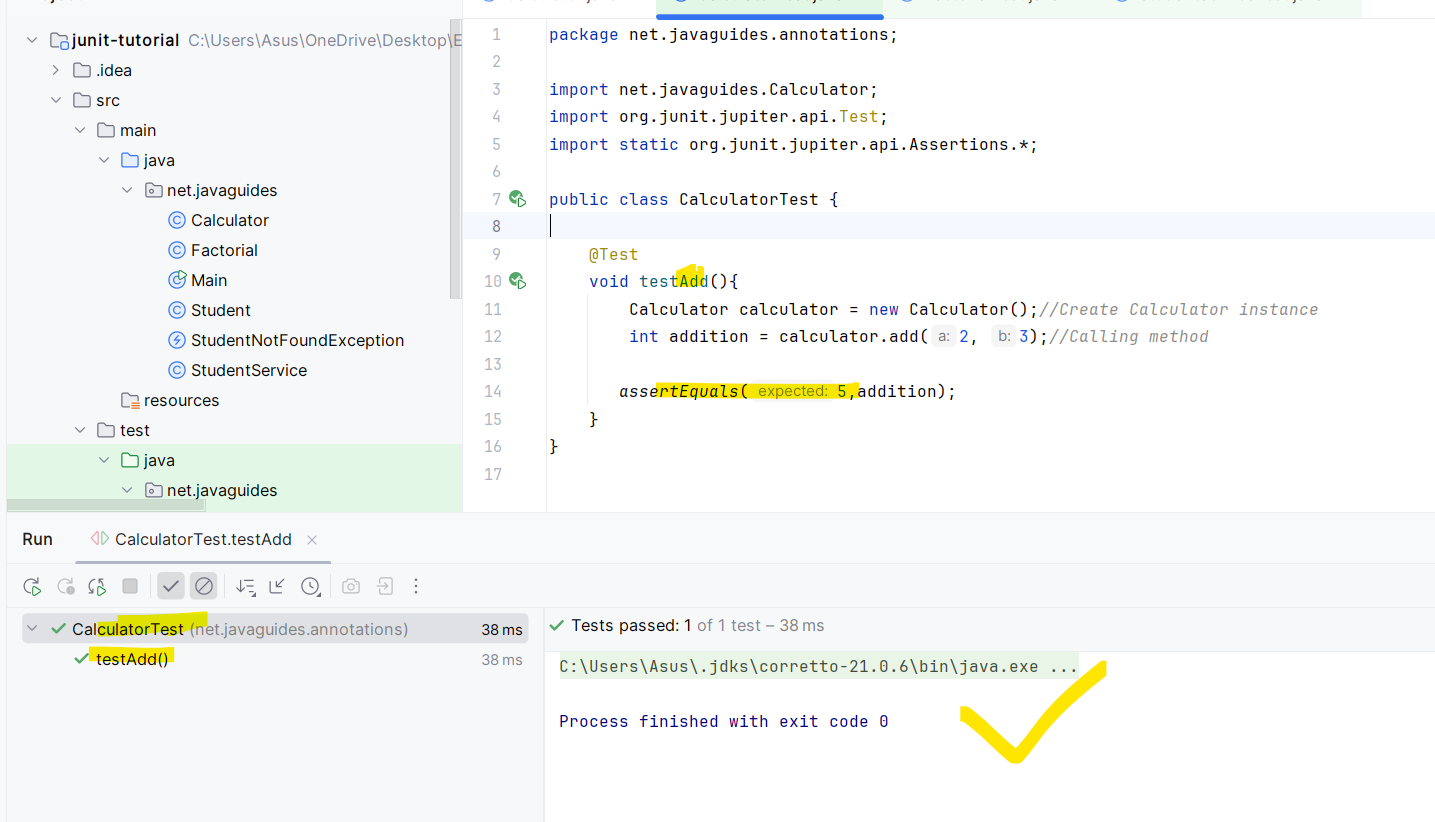 junit-tutorial C:\Users\Asus\OneDrive\Desktop\E
.idea
src
main
java
net.javaguides
Calculator
Factorial
Main
Student
StudentNotFoundException
StudentService
resources
test
java
net.javaguides
1 package net.javaguides.annotations;
2
3 import net.javaguides.Calculator;
4 import org.junit.jupiter.api.Test;
5 import static org.junit.jupiter.api.Assertions.*;
6
7 public class CalculatorTest {
8
9 @Test
10 void testAdd(){
11 Calculator calculator = new Calculator();//Create Calculator instance
12 int addition = calculator.add( a: 2, b: 3);//Calling method
13
14 assertEquals( expected: 5,addition);
15 }
16 }
17
Run CalculatorTest.testAdd
CalculatorTest (net.javaguides.annotations) 38 ms
testAdd() 38 ms
Tests passed: 1 of 1 test – 38 ms
C:\Users\Asus\.jdks\corretto-21.0.6\bin\java.exe ...
Process finished with exit code 0